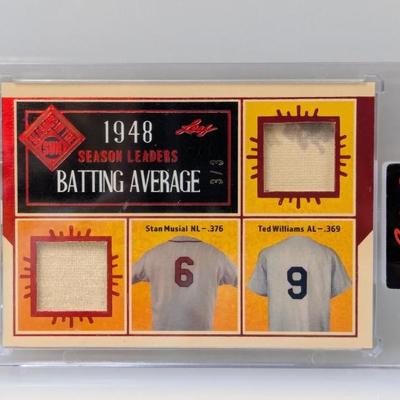 1948
Leaf
SEASON LEADERS
BATTING AVERAGE
3/3
Stan Musial NL-.376
Ted Williams AL-.369
6
9